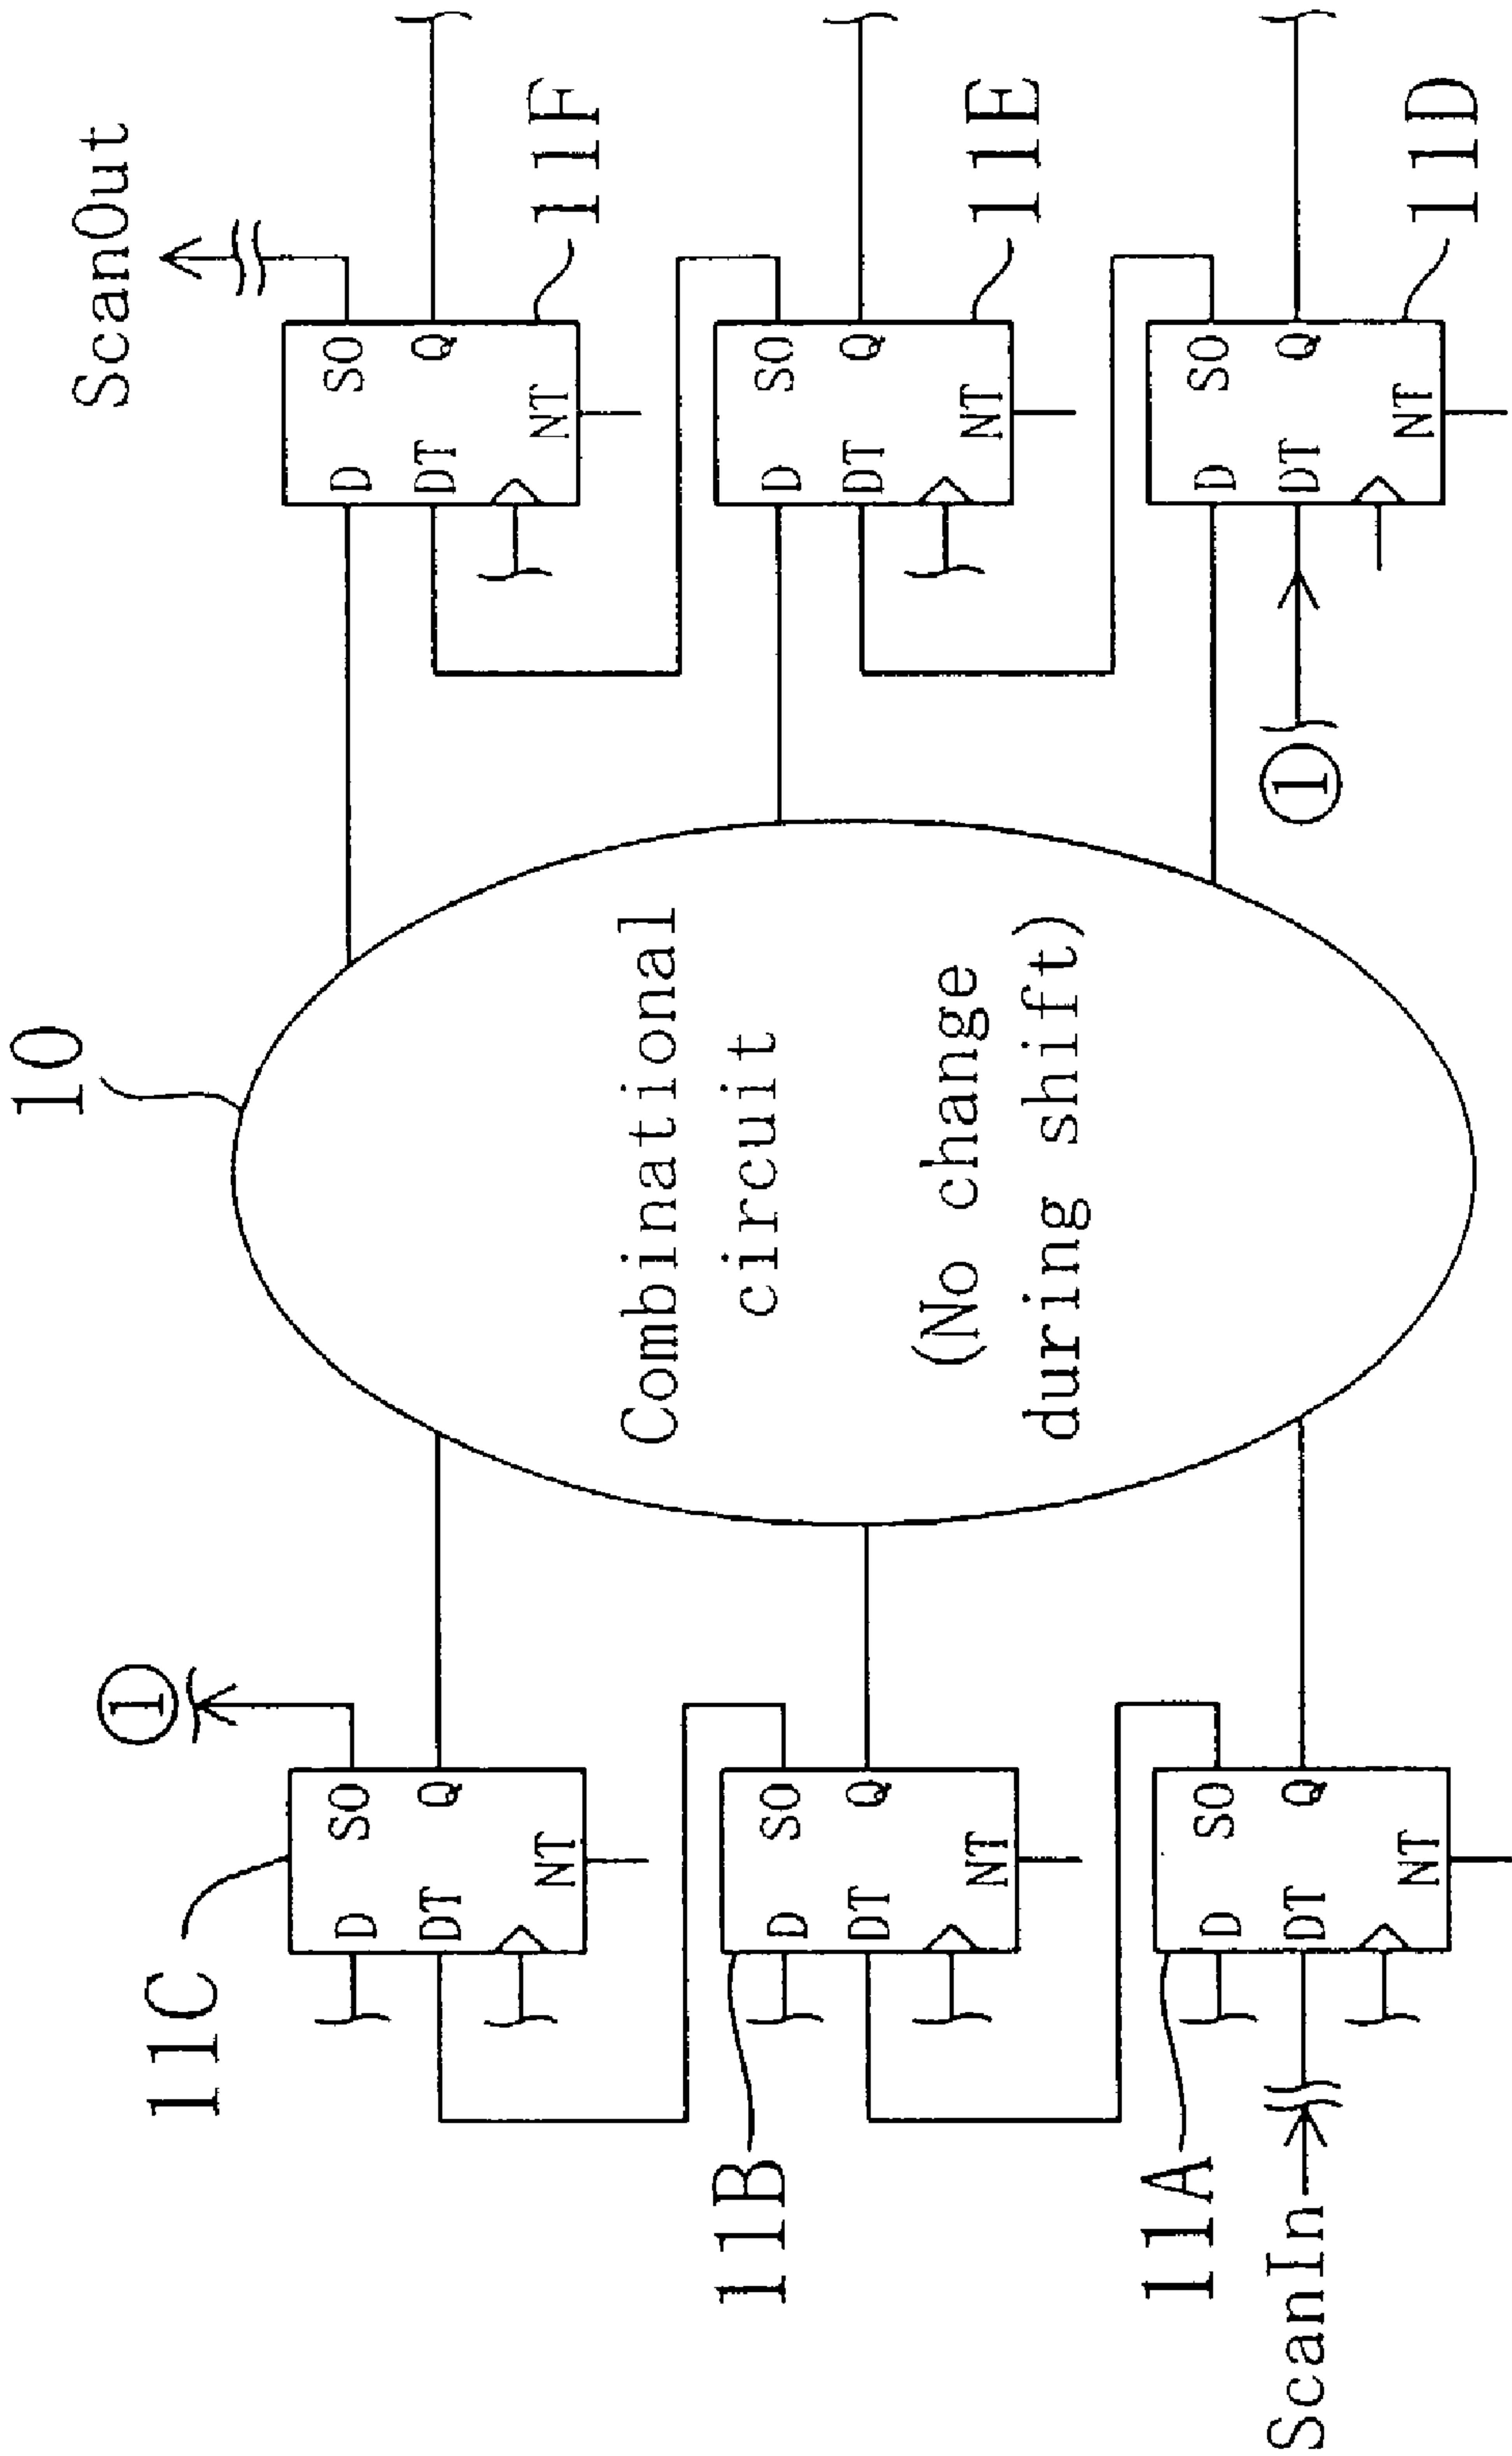 10
ScanOut
①
11C
D
SO
DT
Q
NT
D
SO
DT
Q
NT
11F
Combinational
circuit
(No change
during shift)
11B
D
SO
DT
Q
NT
D
SO
DT
Q
NT
11E
11A
D
SO
DT
Q
NT
ScanIn
①
D
SO
DT
Q
NT
11D